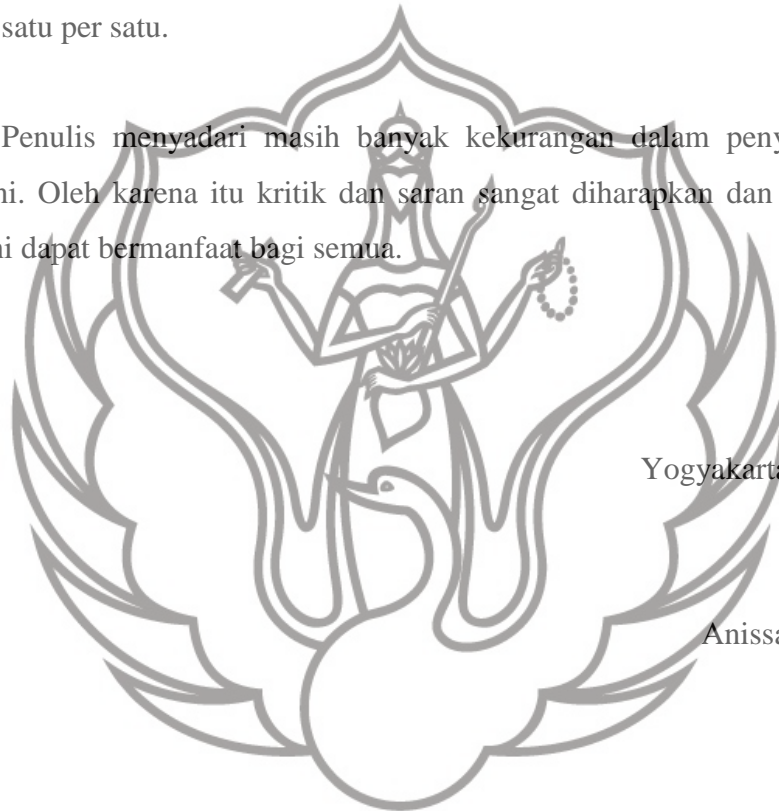 satu per satu.
Penulis menyadari masih banyak kekurangan dalam
ni. Oleh karena itu kritik dan saran sangat diharapkan dan
ni dapat bermanfaat bagi semua.
Yogyakarta
Anissa